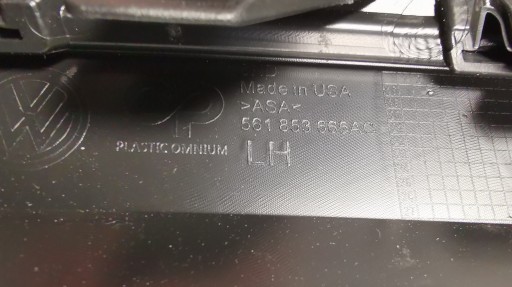 Made in USA
>ASA<
561 853 666AC
PLASTIC OMNIUM
LH